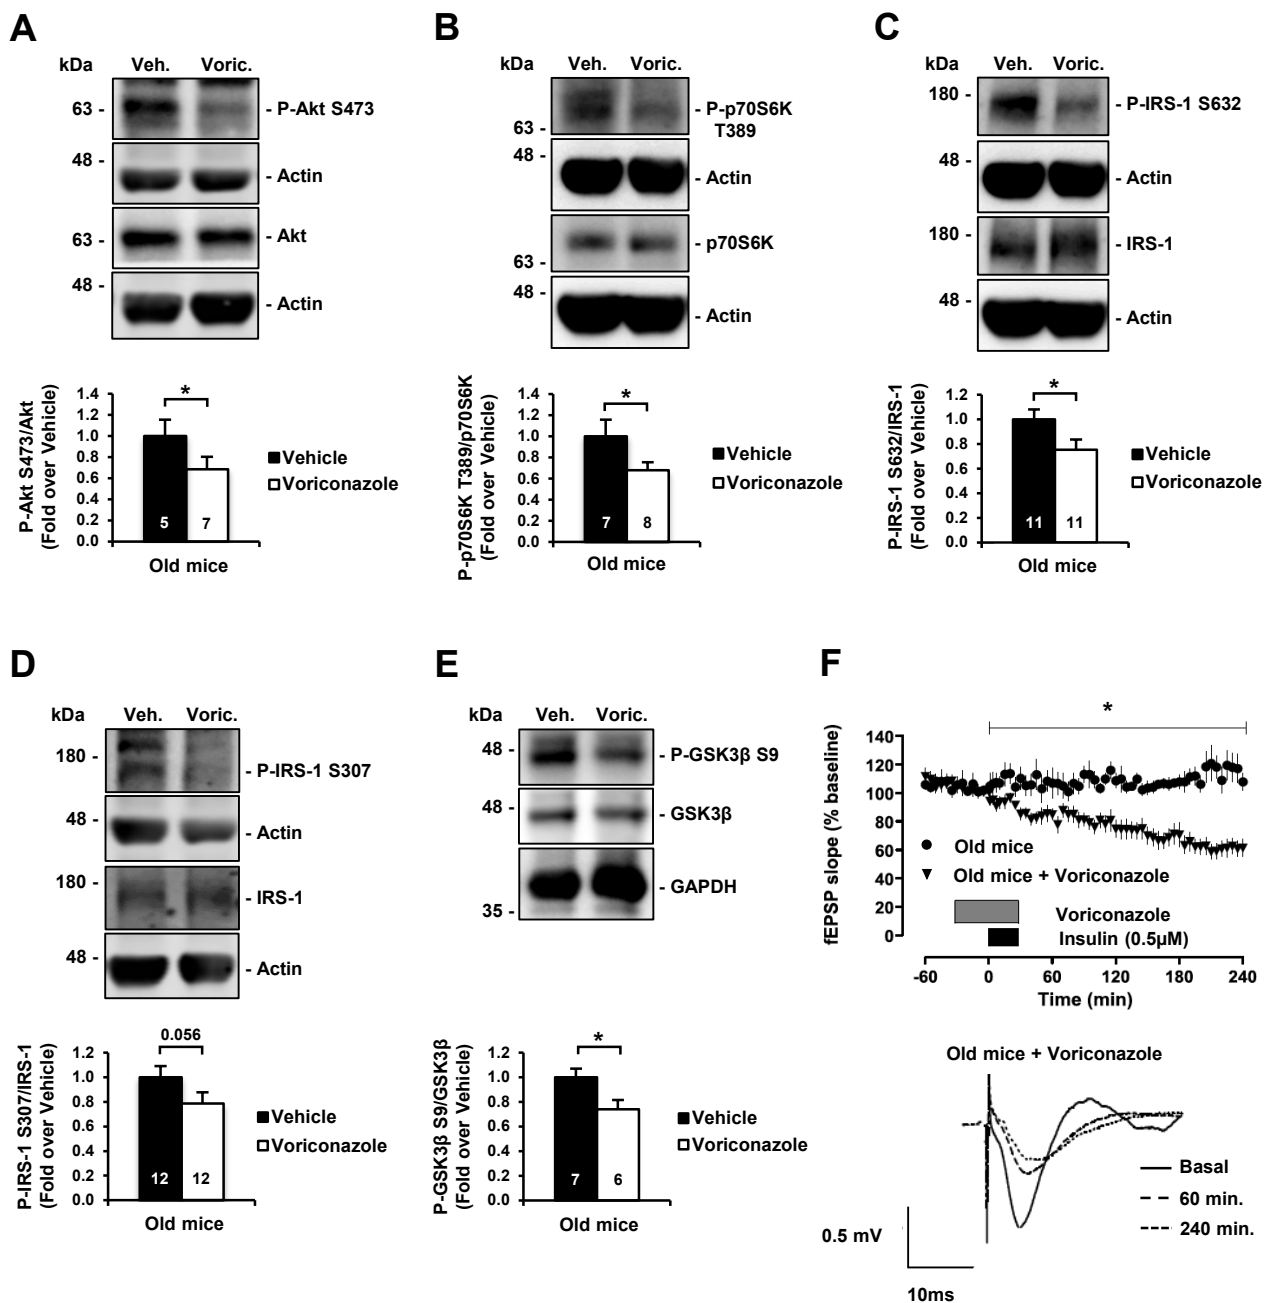 A
kDa
Veh. Voric.
63 -
- P-Akt S473
48 -
- Actin
63 -
- Akt
48 -
- Actin
P-Akt S473/Akt
(Fold over Vehicle)
1.4
1.2
1.0
0.8
0.6
0.4
0.2
0.0
*
5 7
Old mice
Vehicle
Voriconazole
B
kDa
Veh. Voric.
- P-p70S6K
T389
63 -
48 -
- Actin
- p70S6K
63 -
48 -
- Actin
P-p70S6K T389/p70S6K
(Fold over Vehicle)
1.4
1.2
1.0
0.8
0.6
0.4
0.2
0.0
*
7 8
Old mice
Vehicle
Voriconazole
C
kDa
Veh. Voric.
180 -
- P-IRS-1 S632
48 -
- Actin
180 -
- IRS-1
48 -
- Actin
P-IRS-1 S632/IRS-1
(Fold over Vehicle)
1.2
1.0
0.8
0.6
0.4
0.2
0.0
*
11 11
Old mice
Vehicle
Voriconazole
D
kDa
Veh. Voric.
180 -
- P-IRS-1 S307
48 -
- Actin
180 -
- IRS-1
48 -
- Actin
P-IRS-1 S307/IRS-1
(Fold over Vehicle)
1.2
1.0
0.8
0.6
0.4
0.2
0.0
0.056
12 12
Old mice
Vehicle
Voriconazole
E
kDa
Veh. Voric.
48 -
- P-GSK3β S9
48 -
- GSK3β
- GAPDH
35 -
P-GSK3β S9/GSK3β
(Fold over Vehicle)
1.2
1.0
0.8
0.6
0.4
0.2
0.0
*
7 6
Old mice
Vehicle
Voriconazole
F
*
fEPSP slope (% baseline)
140
120
100
80
60
40
20
0
Old mice
Old mice + Voriconazole
Voriconazole
Insulin (0.5μM)
-60 0 60 120 180 240
Time (min)
Old mice + Voriconazole
Basal
60 min.
240 min.
0.5 mV
10ms